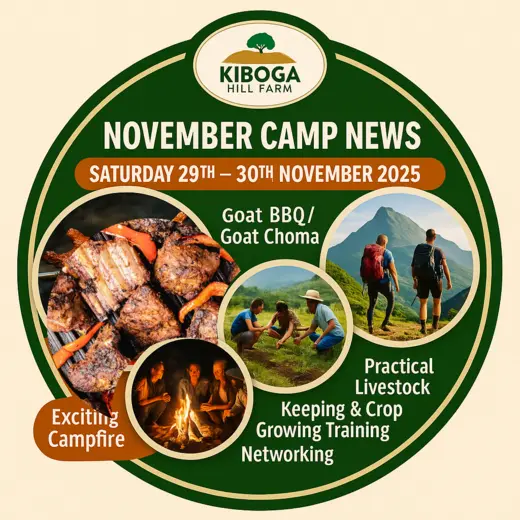 KIBOGA
HILL FARM
NOVEMBER CAMP NEWS
SATURDAY 29TH – 30TH NOVEMBER 2025
Goat BBQ/
Goat Choma
Practical
Livestock
Keeping & Crop
Growing Training
Networking
Exciting
Campfire